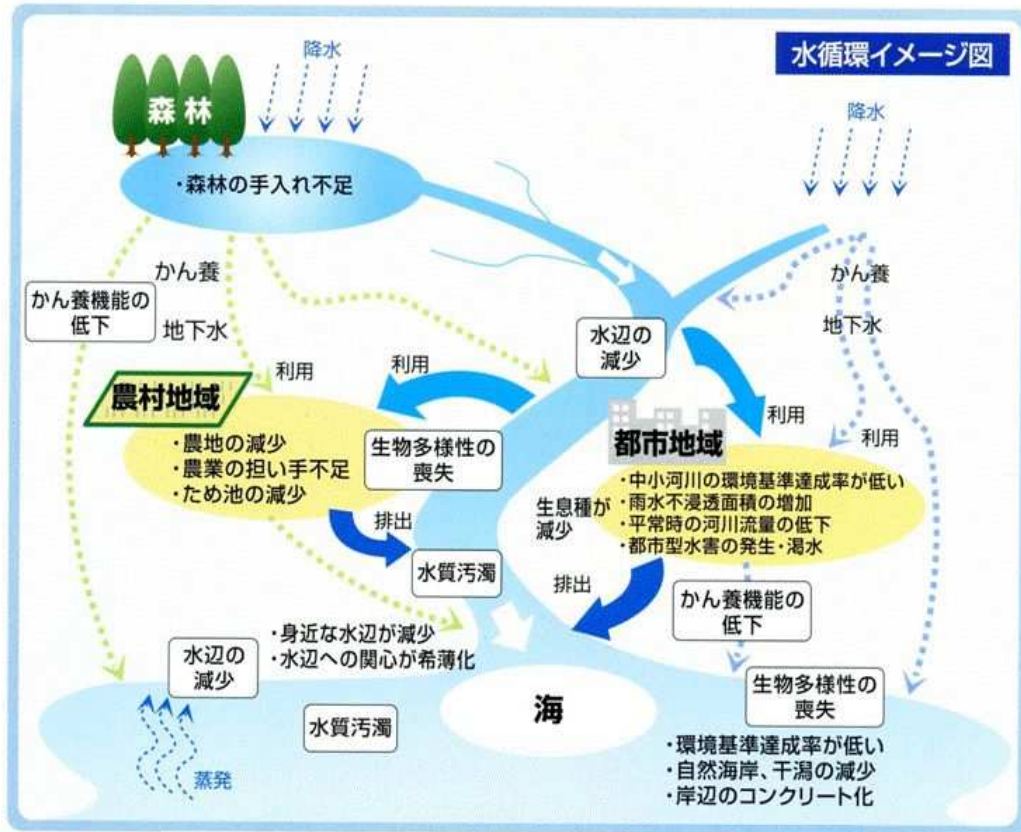 水循環イメージ図
降水
降水
森林
・森林の手入れ不足
かん養
かん養機能の
低下
地下水
かん養
地下水
水辺の
減少
利用
利用
利用
利用
農村地域
・農地の減少
・農業の担い手不足
・ため池の減少
生物多様性の
喪失
都市地域
・中小河川の環境基準達成率が低い
・雨水不浸透面積の増加
・平常時の河川流量の低下
・都市型水害の発生・渇水
生息種が
減少
排出
水質汚濁
排出
かん養機能の
低下
・身近な水辺が減少
・水辺への関心が希薄化
水辺の
減少
海
生物多様性の
喪失
水質汚濁
・環境基準達成率が低い
・自然海岸、干潟の減少
・岸辺のコンクリート化
蒸発